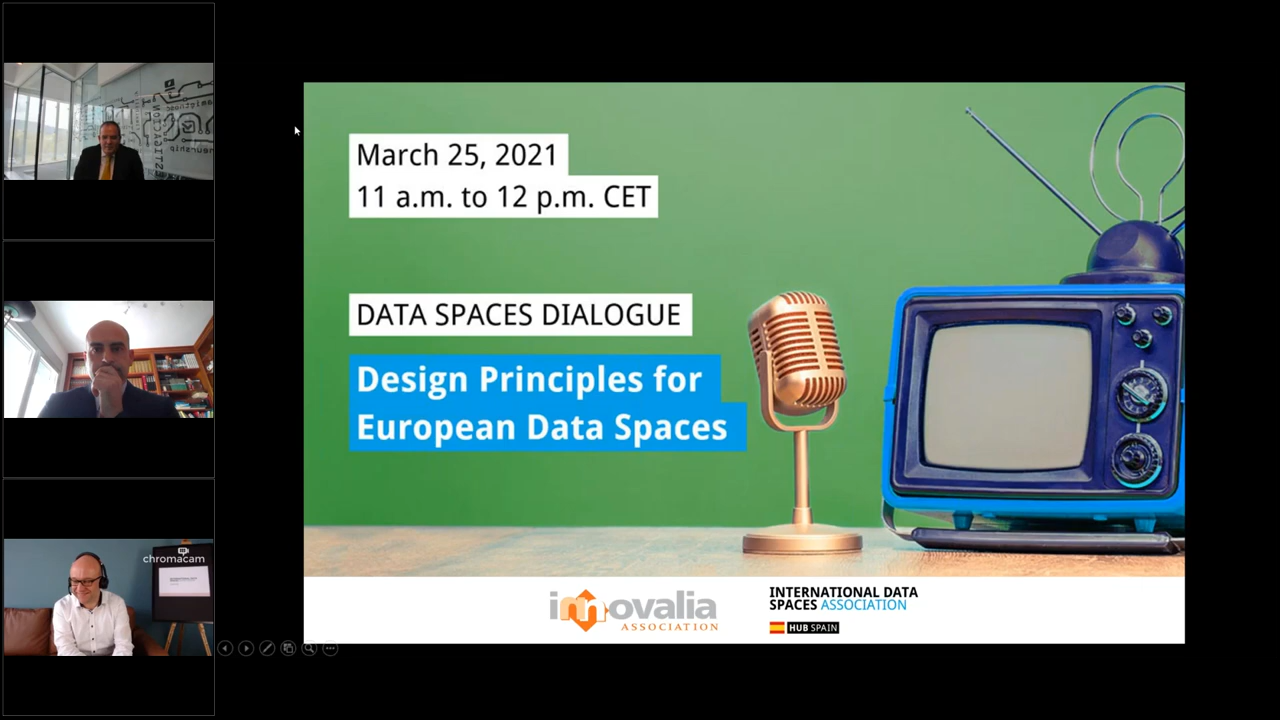 March 25, 2021
11 a.m. to 12 p.m. CET
DATA SPACES DIALOGUE
Design Principles for
European Data Spaces
innovalia
ASSOCIATION
INTERNATIONAL DATA
SPACES ASSOCIATION
HUB SPAIN
chromacam